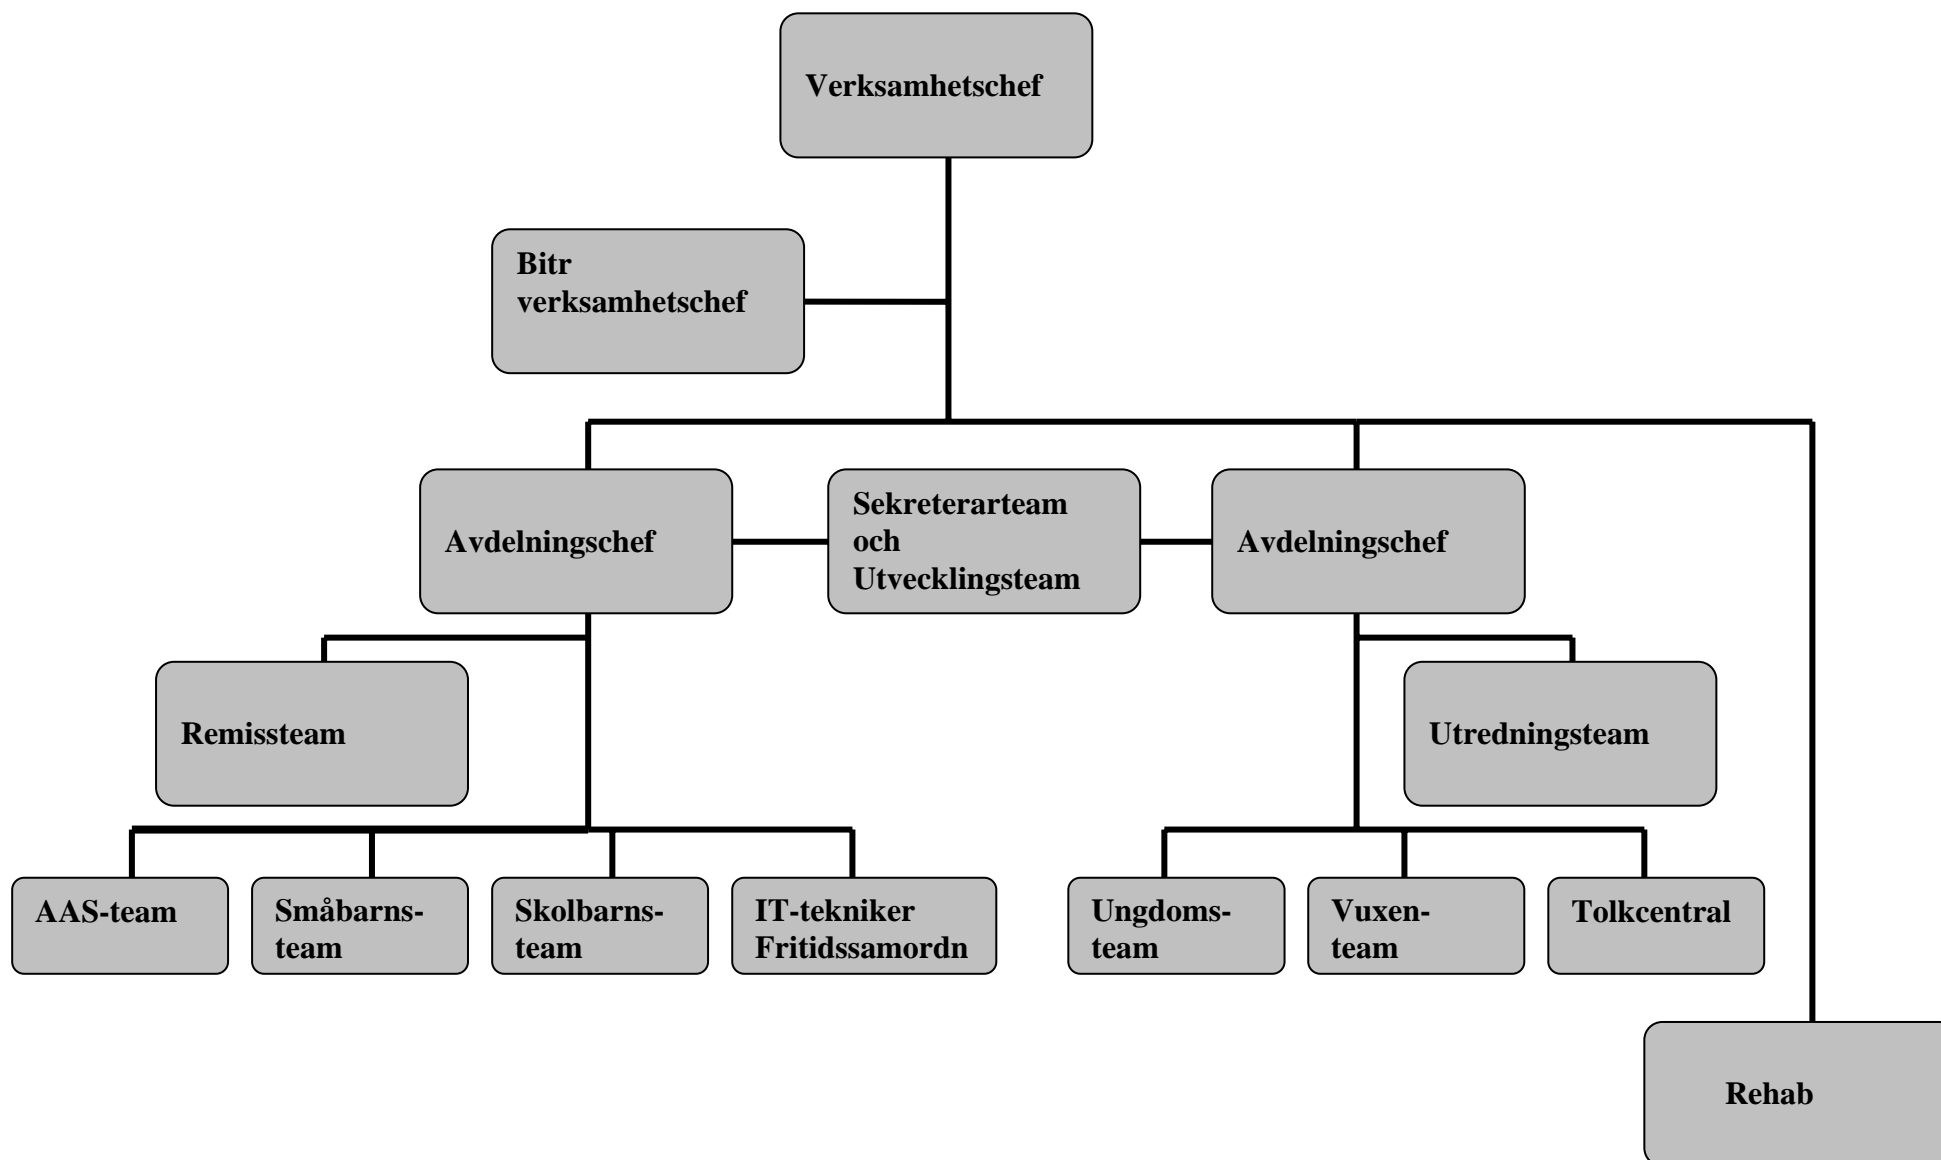 Verksamhetschef
Bitr
verksamhetschef
Avdelningschef
Sekreterarteam
och
Utvecklingsteam
Avdelningschef
Remissteam
Utredningsteam
AAS-team
Småbarns-
team
Skolbarns-
team
IT-tekniker
Fritidssamordn
Ungdoms-
team
Vuxen-
team
Tolkcentral
Rehab